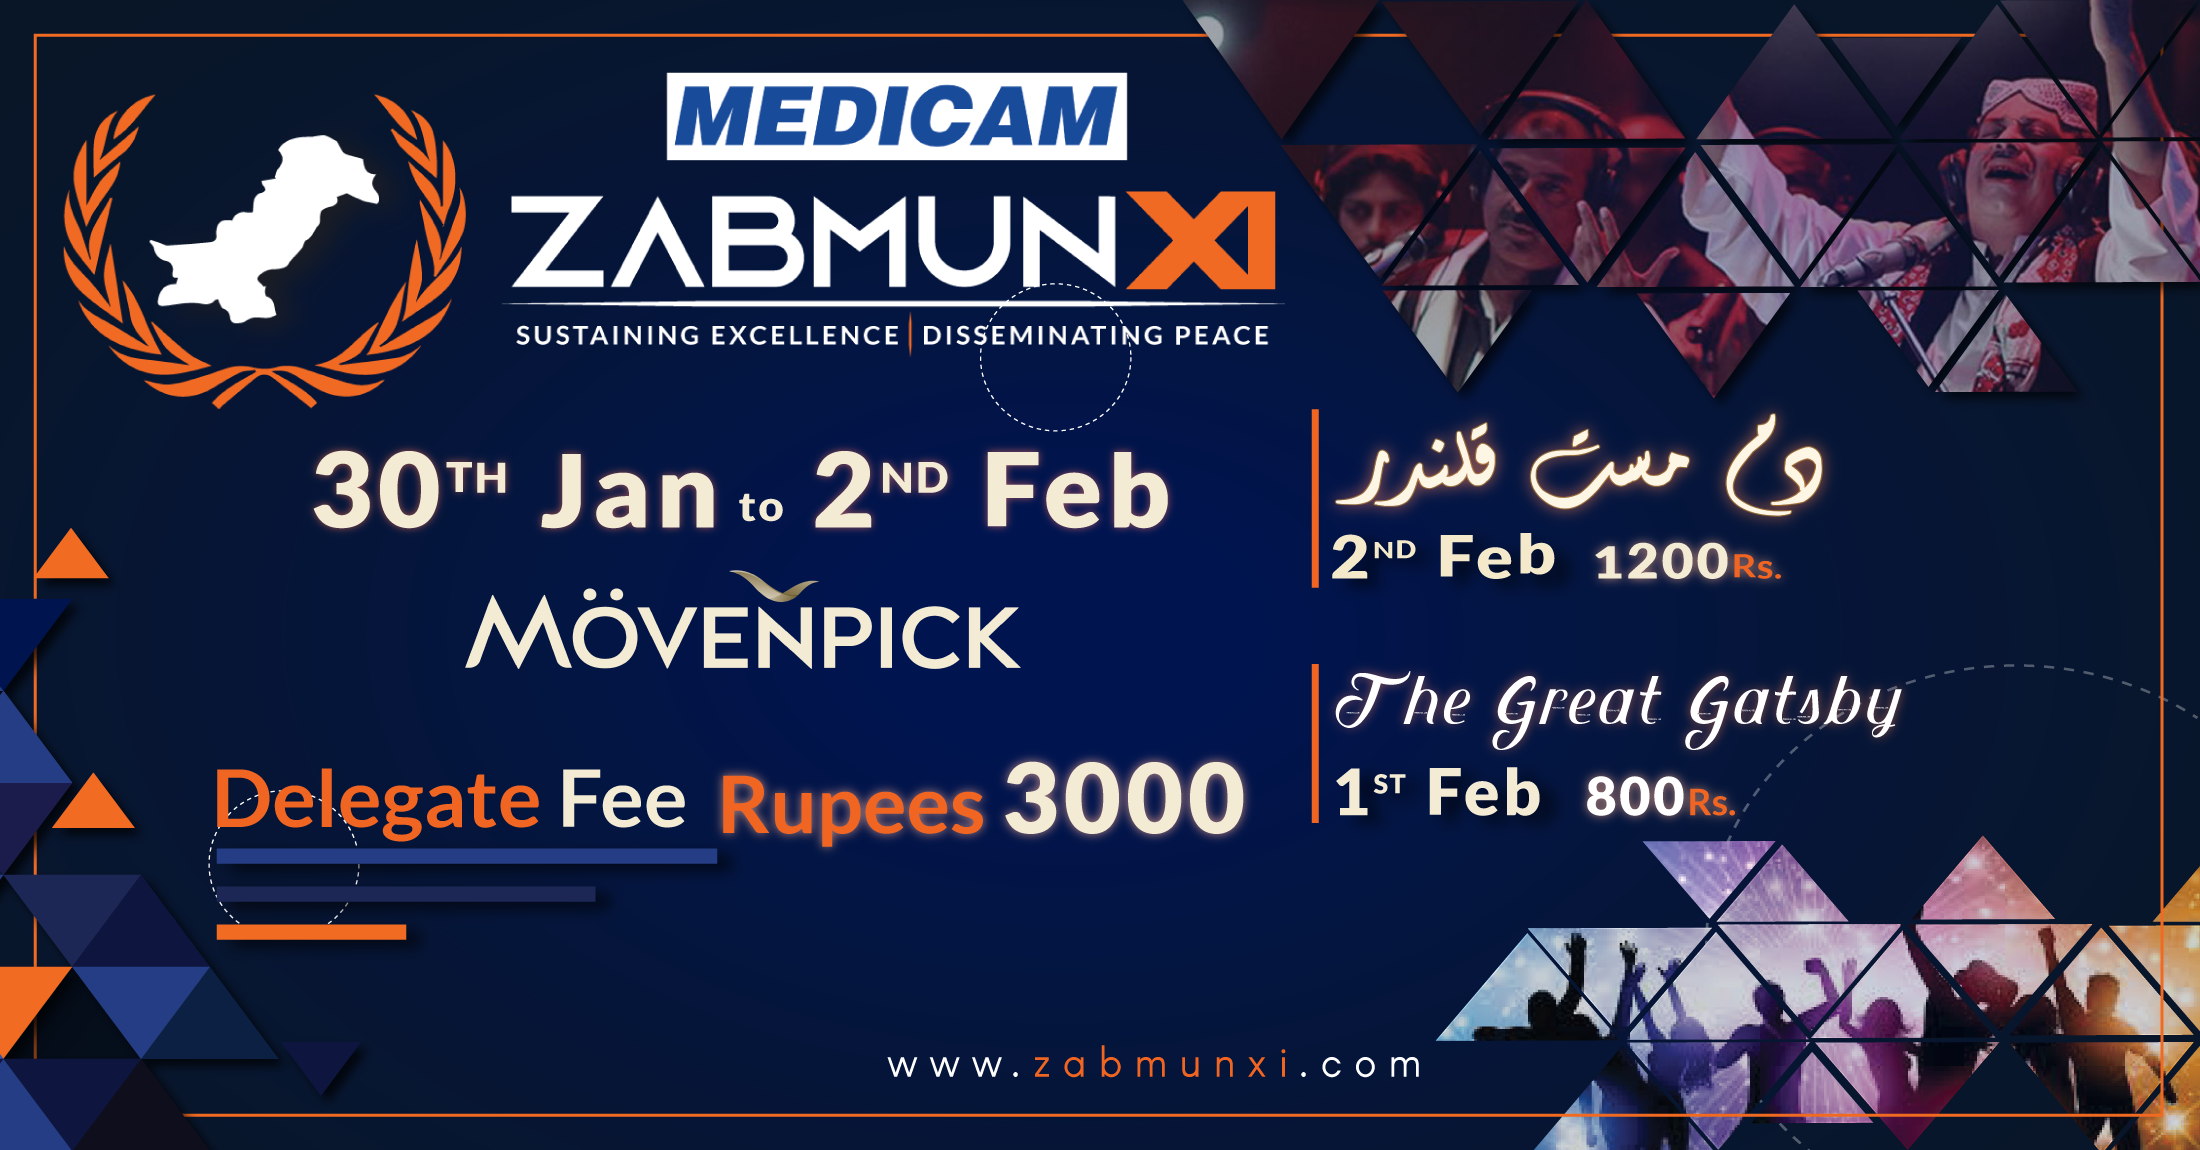 MEDICAM
ZABMUNXI
SUSTAINING EXCELLENCE | DISSEMINATING PEACE
30TH Jan to 2ND Feb
MÖVENPICK
Delegate Fee Rupees 3000
دم مست قلندر
2ND Feb 1200Rs.
The Great Gatsby
1ST Feb 800Rs.
www.zabmunxi.com